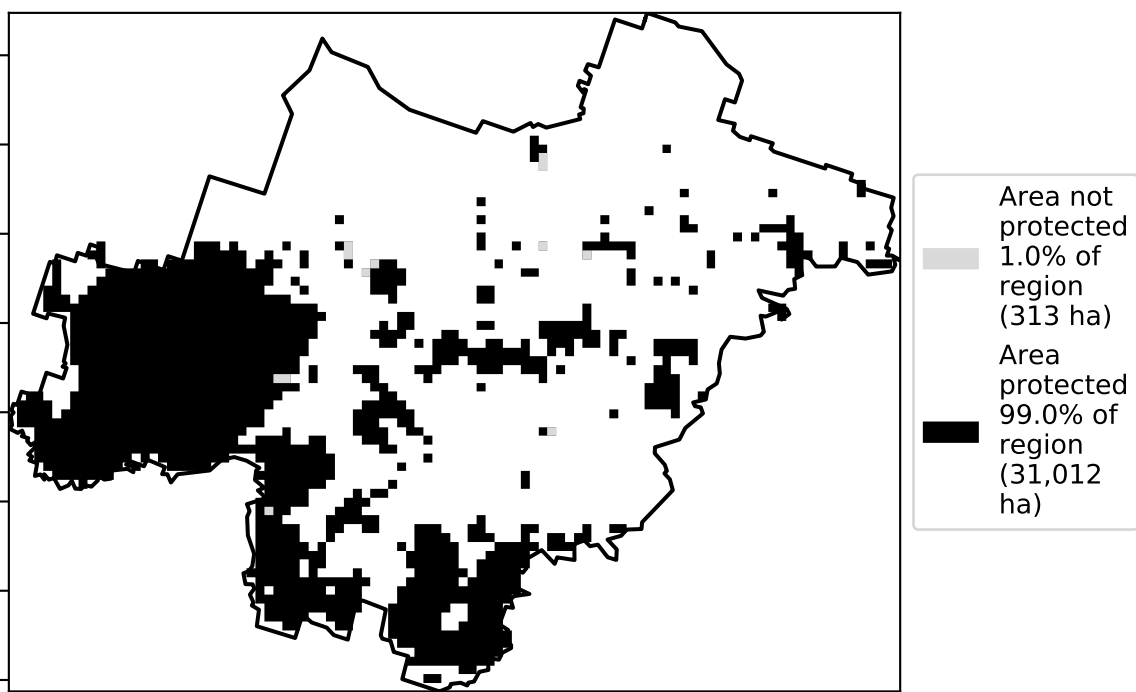 Area not
protected
1.0% of
region
(313 ha)
Area
protected
99.0% of
region
(31,012
ha)